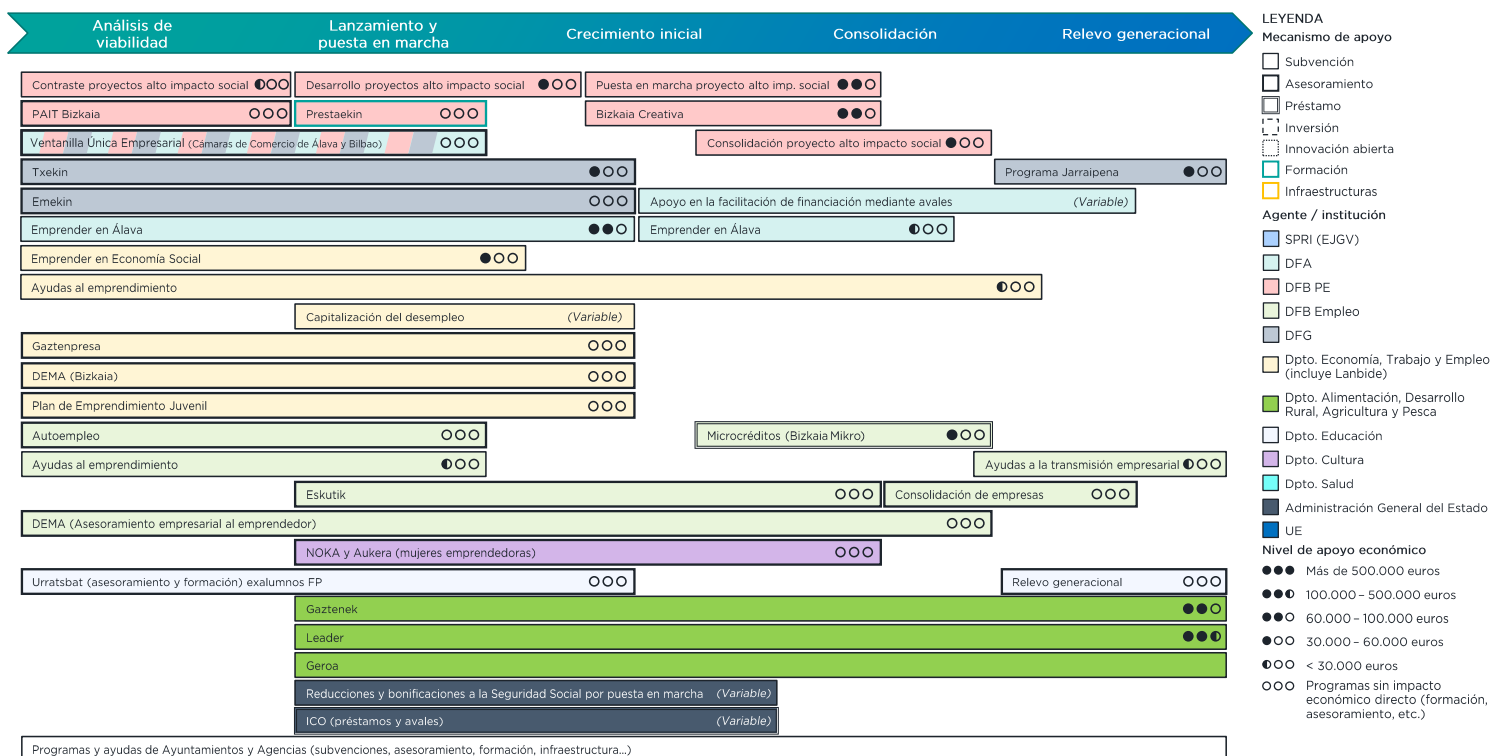 Análisis de
viabilidad
Lanzamiento y
puesta en marcha
Crecimiento inicial
Consolidación
Relevo generacional
Contraste proyectos alto impacto social
Desarrollo proyectos alto impacto social
Puesta en marcha proyecto alto imp. social
PAIT Bizkaia
Prestaekin
Bizkaia Creativa
Ventanilla Única Empresarial (Cámaras de Comercio de Álava y Bilbao)
Consolidación proyecto alto impacto social
Txekin
Programa Jarraipena
Emekin
Apoyo en la facilitación de financiación mediante avales (Variable)
Emprender en Álava
Emprender en Álava
Emprender en Economía Social
Ayudas al emprendimiento
Capitalización del desempleo (Variable)
Gaztenpresa
DEMA (Bizkaia)
Plan de Emprendimiento Juvenil
Autoempleo
Microcréditos (Bizkaia Mikro)
Ayudas al emprendimiento
Ayudas a la transmisión empresarial
Eskutik
Consolidación de empresas
DEMA (Asesoramiento empresarial al emprendedor)
NOKA y Aukera (mujeres emprendedoras)
Urratsbat (asesoramiento y formación) exalumnos FP
Relevo generacional
Gaztenek
Leader
Geroa
Reducciones y bonificaciones a la Seguridad Social por puesta en marcha (Variable)
ICO (préstamos y avales) (Variable)
Programas y ayudas de Ayuntamientos y Agencias (subvenciones, asesoramiento, formación, infraestructura...)
LEYENDA
Mecanismo de apoyo
Subvención
Asesoramiento
Préstamo
Inversión
Innovación abierta
Formación
Infraestructuras
Agente / institución
SPRI (EJGV)
DFA
DFB PE
DFB Empleo
DFG
Dpto. Economía, Trabajo y Empleo
(incluye Lanbide)
Dpto. Alimentación, Desarrollo
Rural, Agricultura y Pesca
Dpto. Educación
Dpto. Cultura
Dpto. Salud
Administración General del Estado
UE
Nivel de apoyo económico
Más de 500.000 euros
100.000 – 500.000 euros
60.000 – 100.000 euros
30.000 – 60.000 euros
< 30.000 euros
Programas sin impacto
económico directo (formación,
asesoramiento, etc.)